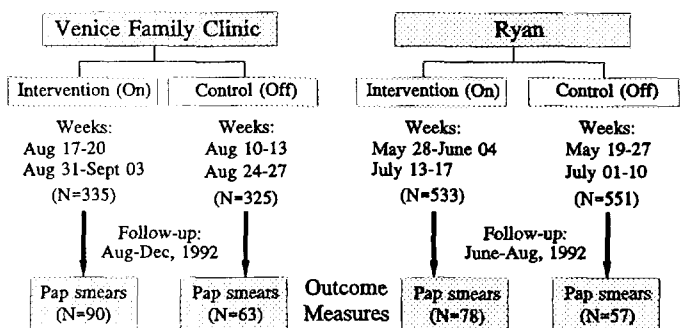 Venice Family Clinic
Ryan
Intervention (On)
Control (Off)
Intervention (On)
Control (Off)
Weeks:
Aug 17-20
Aug 31-Sept 03
(N=335)
Weeks:
Aug 10-13
Aug 24-27
(N=325)
Weeks:
May 28-June 04
July 13-17
(N=533)
Weeks:
May 19-27
July 01-10
(N=551)
Follow-up:
Aug-Dec, 1992
Follow-up:
June-Aug, 1992
Pap smears
(N=90)
Pap smears
(N=63)
Outcome
Measures
Pap smears
(N=78)
Pap smears
(N=57)